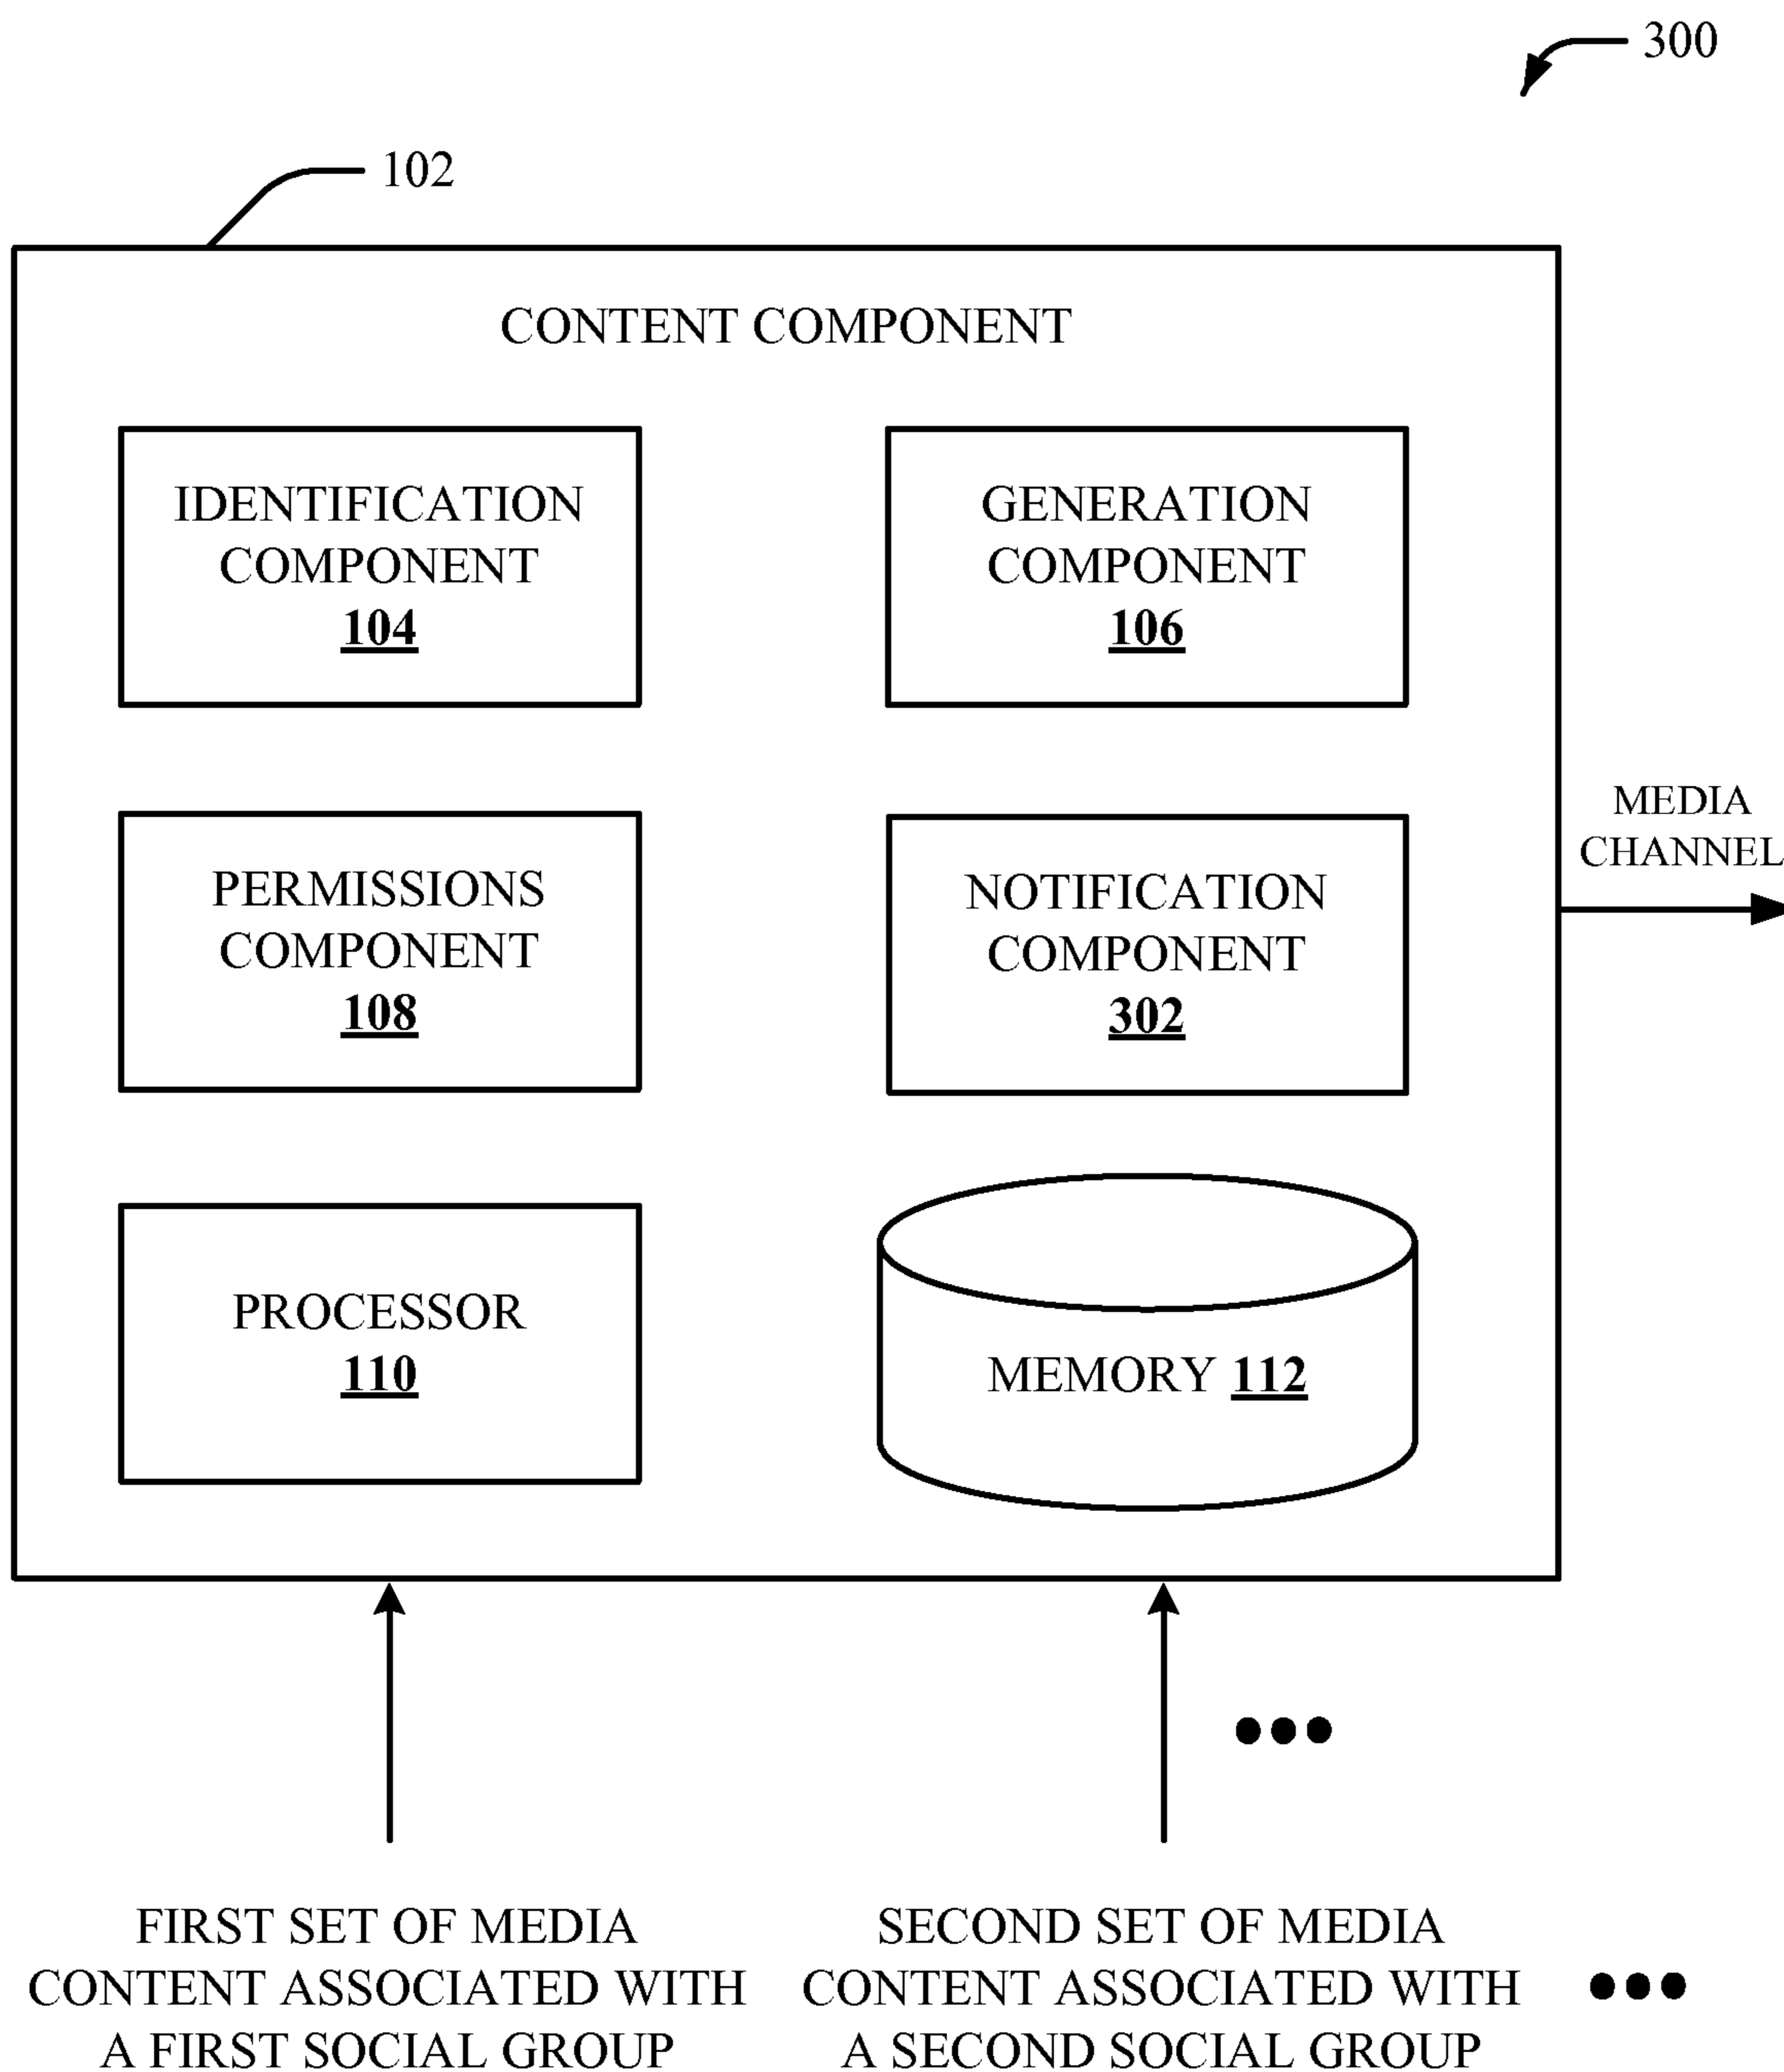 300
102
CONTENT COMPONENT
IDENTIFICATION
COMPONENT
104
GENERATION
COMPONENT
106
PERMISSIONS
COMPONENT
108
NOTIFICATION
COMPONENT
302
MEDIA
CHANNEL
PROCESSOR
110
MEMORY 112
FIRST SET OF MEDIA
CONTENT ASSOCIATED WITH
A FIRST SOCIAL GROUP
SECOND SET OF MEDIA
CONTENT ASSOCIATED WITH
A SECOND SOCIAL GROUP